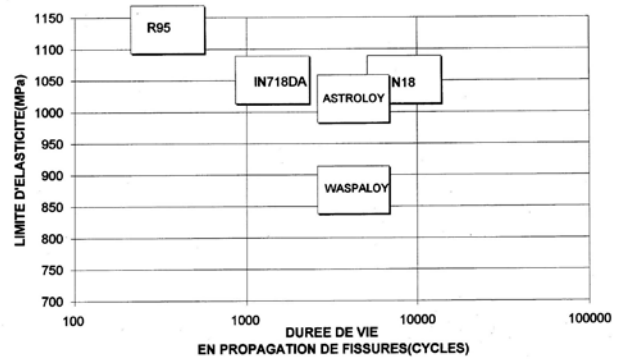 LIMITE D'ELASTICITE(MPa)
1150
1100
1050
1000
950
900
850
800
750
700
R95
IN718DA
ASTROLOY
N18
WASPALOY
100
1000
10000
100000
DUREE DE VIE
EN PROPAGATION DE FISSURES(CYCLES)